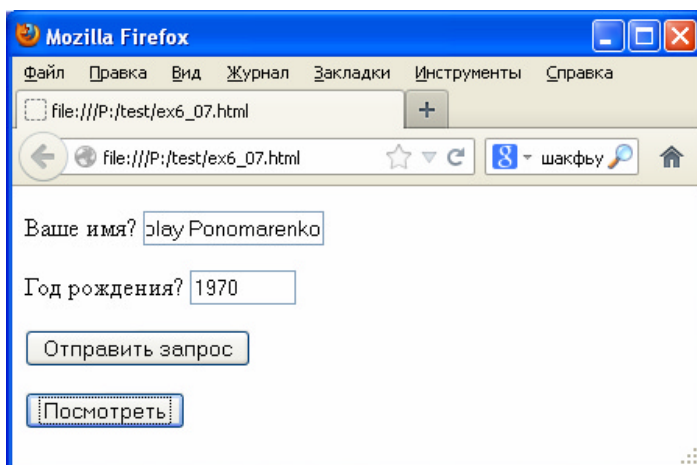 Mozilla Firefox
Файл Правка Вид Журнал Закладки Инструменты Справка
file:///P:/test/ex6_07.html +
file:///P:/test/ex6_07.html 8 шакфьу
Ваше имя? olay Ponomarenko
Год рождения? 1970
Отправить запрос
Посмотреть